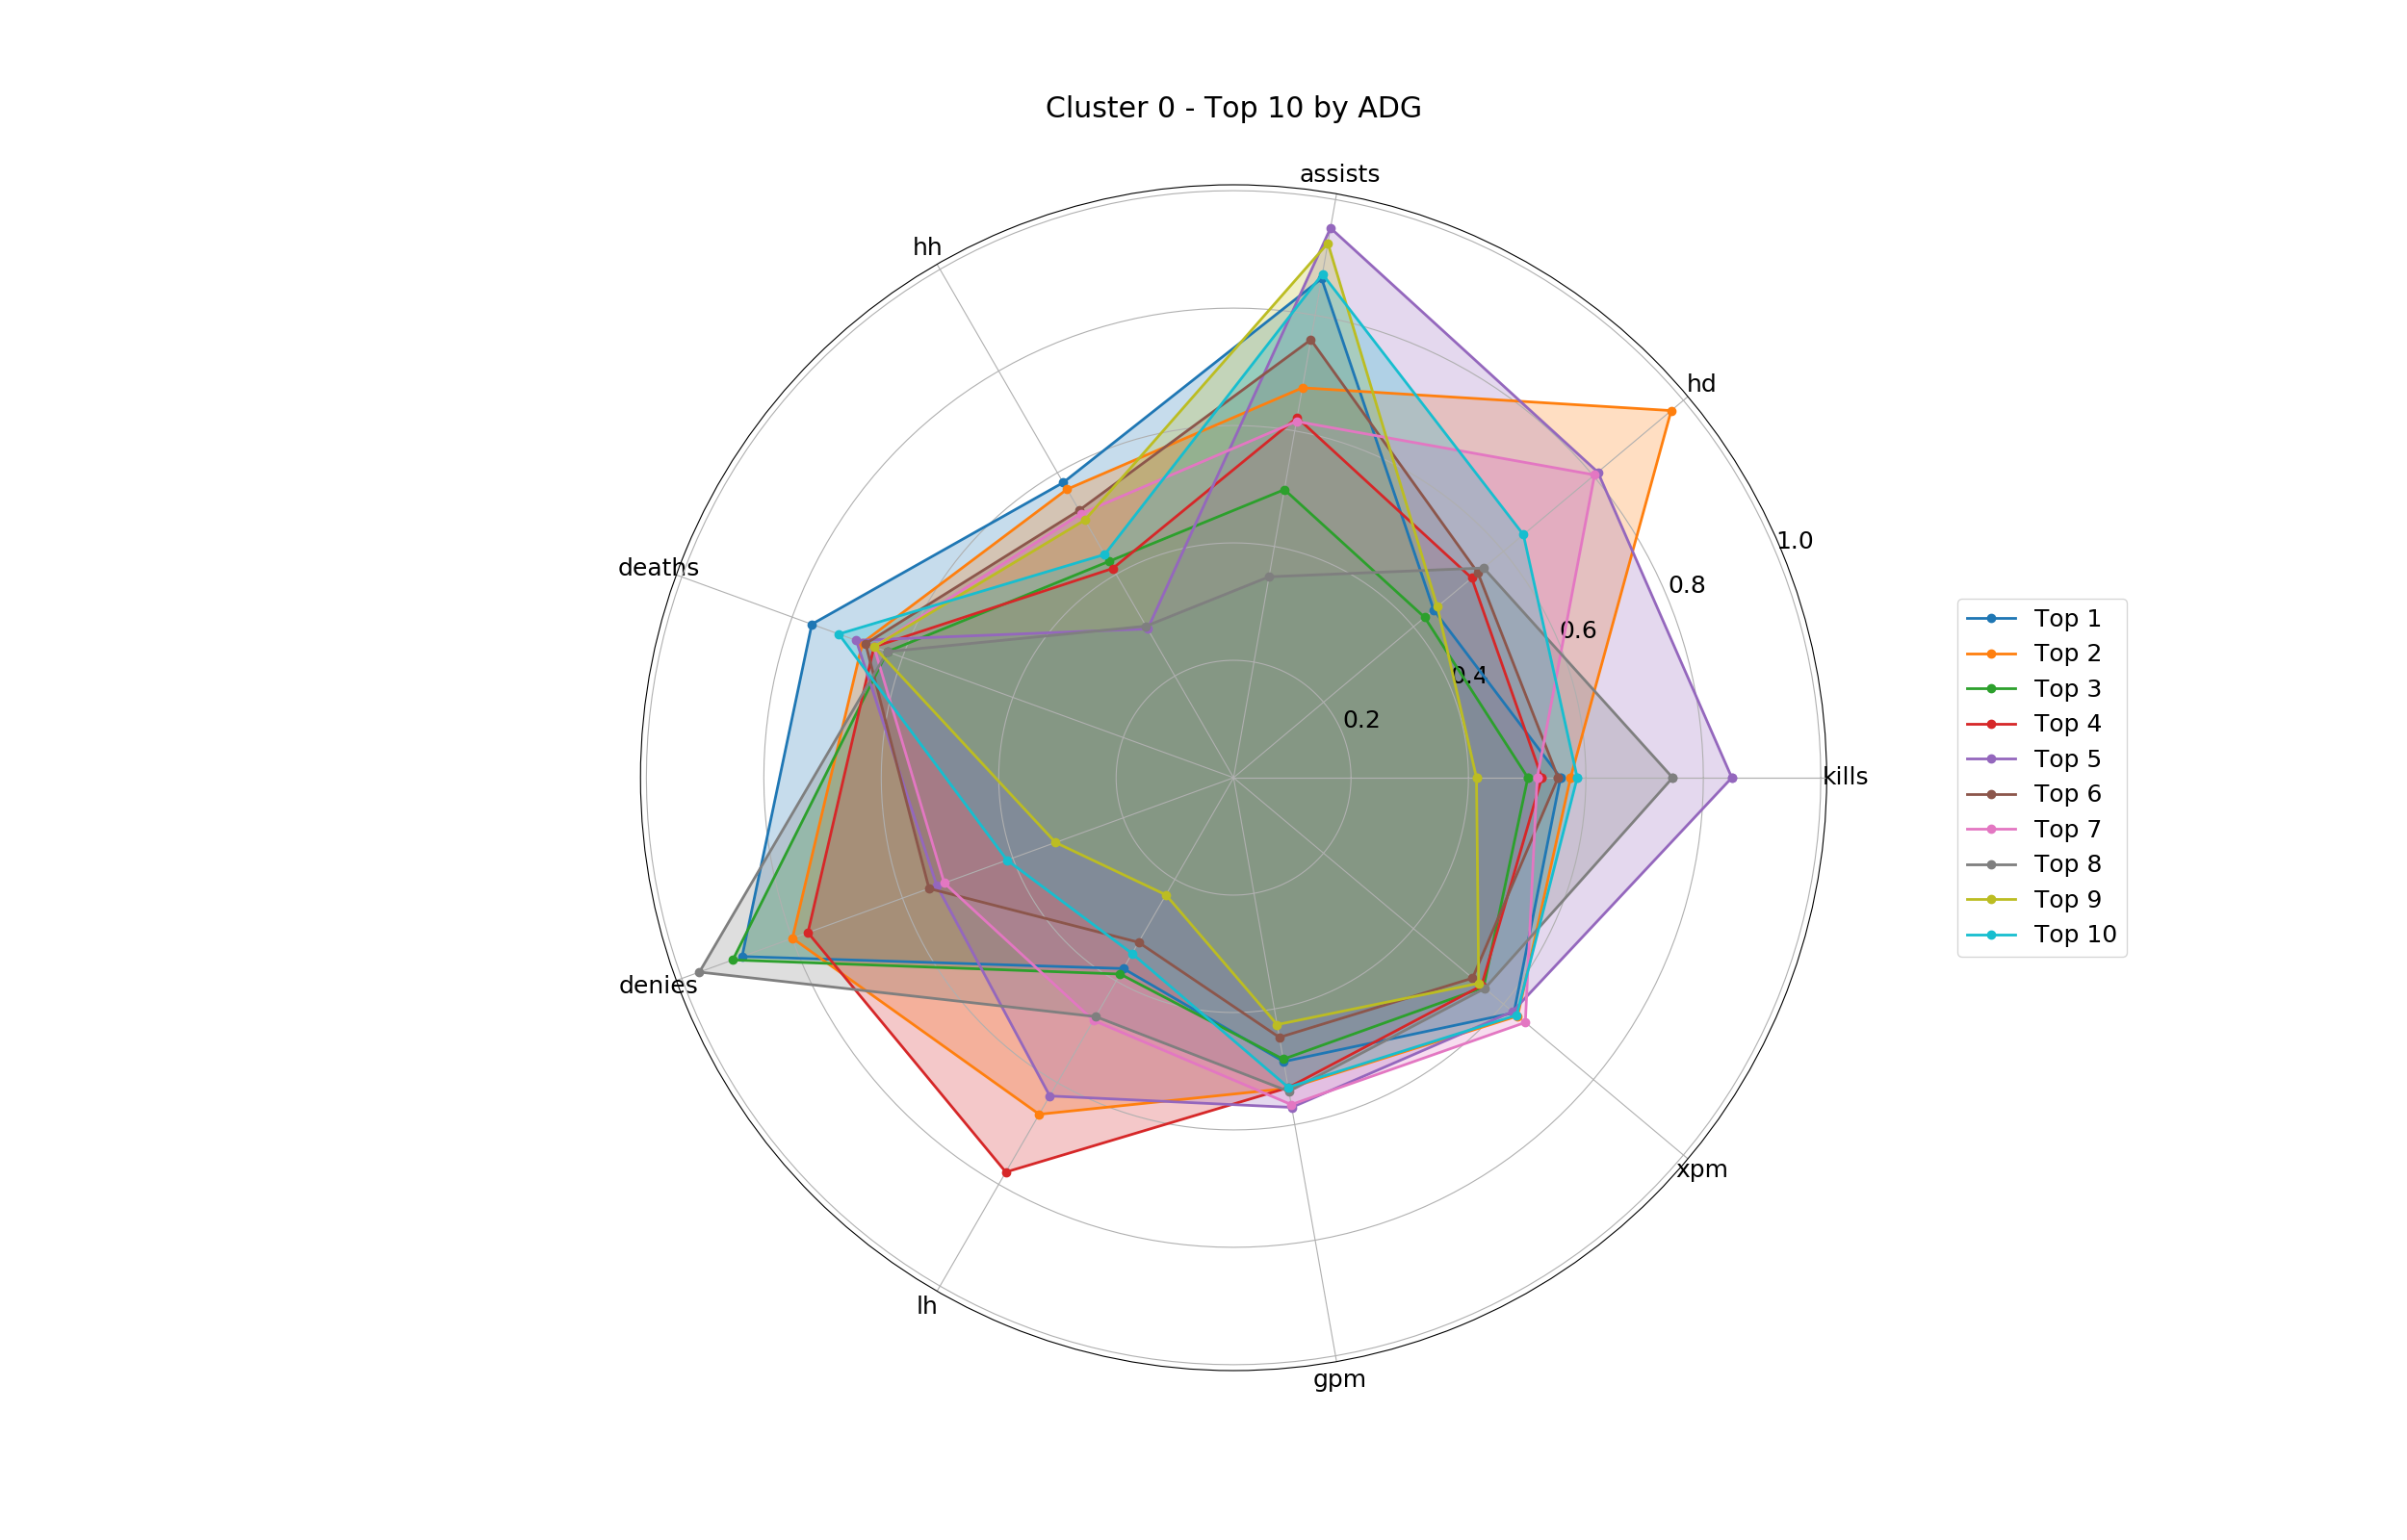 Cluster 0 - Top 10 by ADG
assists
hh
hd
deaths
1.0
0.8
0.6
0.4
0.2
kills
denies
xpm
lh
gpm
Top 1
Top 2
Top 3
Top 4
Top 5
Top 6
Top 7
Top 8
Top 9
Top 10